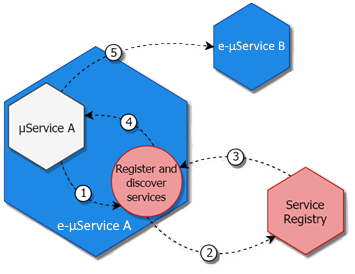 5
e-μService B
μService A
4
Register and
discover
services
3
1
e-μService A
2
Service
Registry